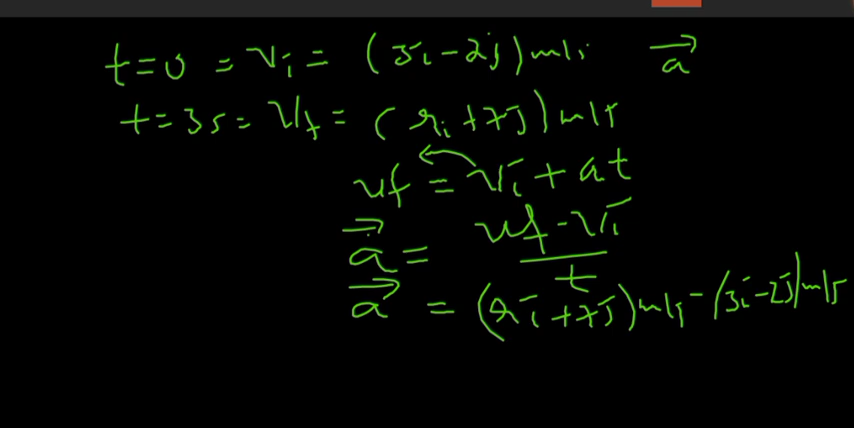 t=0 = vi = (3i-2j) m/s a⃗
t=3s = vf = (9i+7j) m/s
vf = vi + at
a⃗ = vf-vi / t
a⃗ = (9i+7j) m/s - (3i-2j) m/s